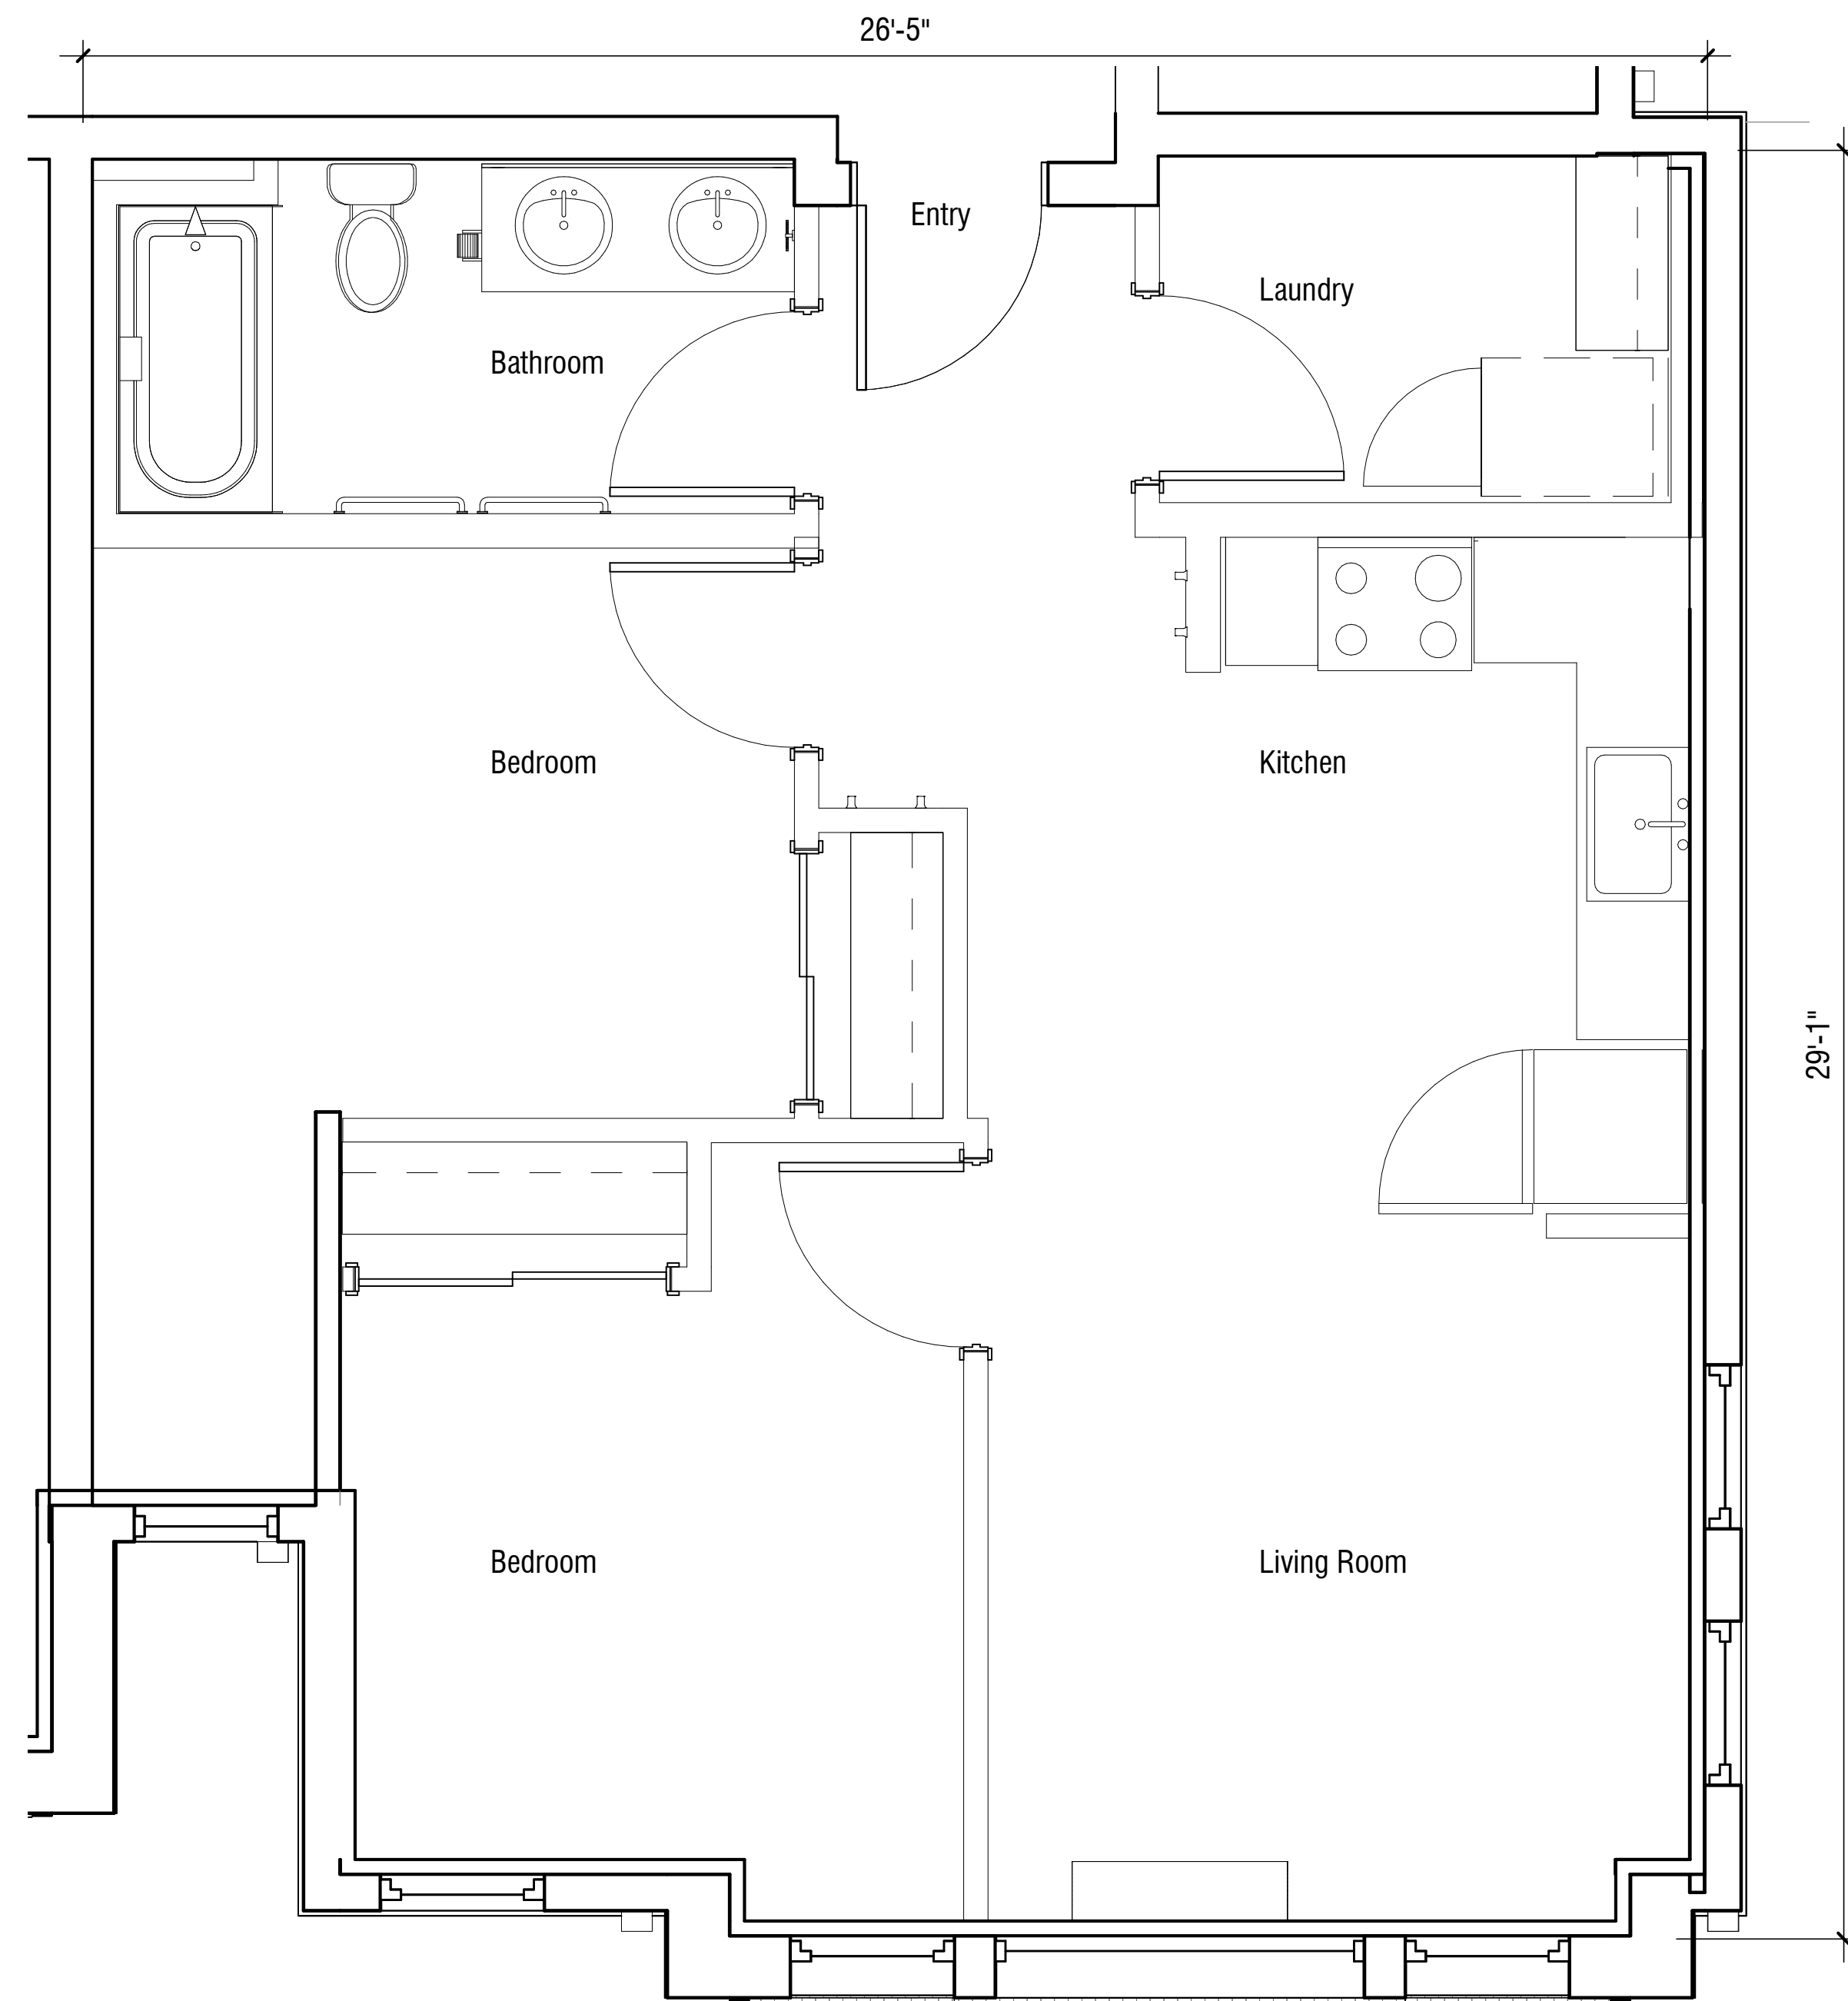 26'-5"
Entry
Laundry
Bathroom
Bedroom
Kitchen
29'-1"
Bedroom
Living Room